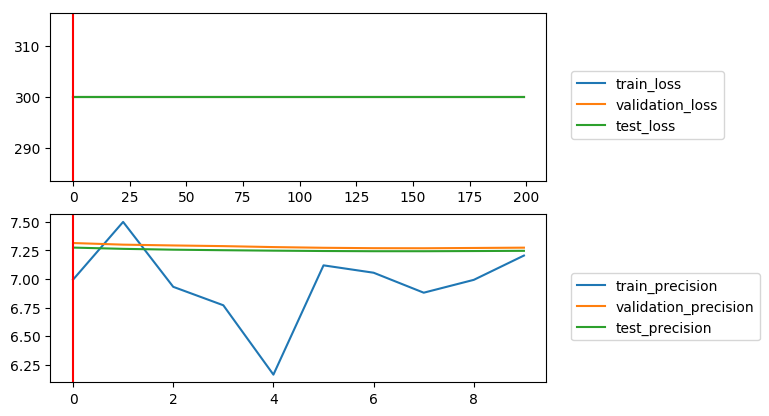 310
300
290
0 25 50 75 100 125 150 175 200
train_loss
validation_loss
test_loss
7.50
7.25
7.00
6.75
6.50
6.25
0 2 4 6 8
train_precision
validation_precision
test_precision